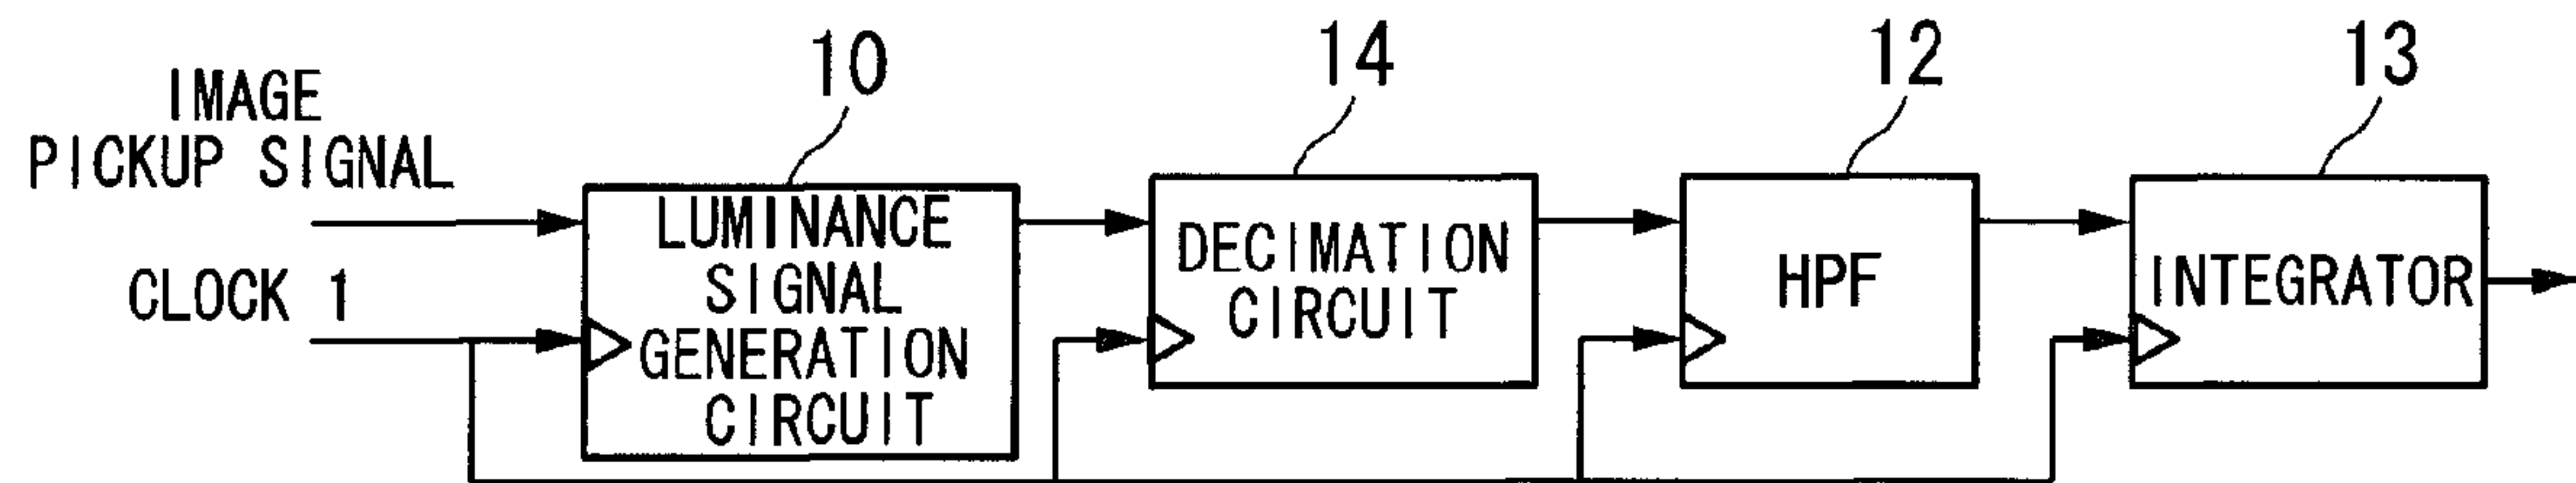 IMAGE
PICKUP SIGNAL
CLOCK 1
10
LUMINANCE
SIGNAL
GENERATION
CIRCUIT
14
DECIMATION
CIRCUIT
12
HPF
13
INTEGRATOR